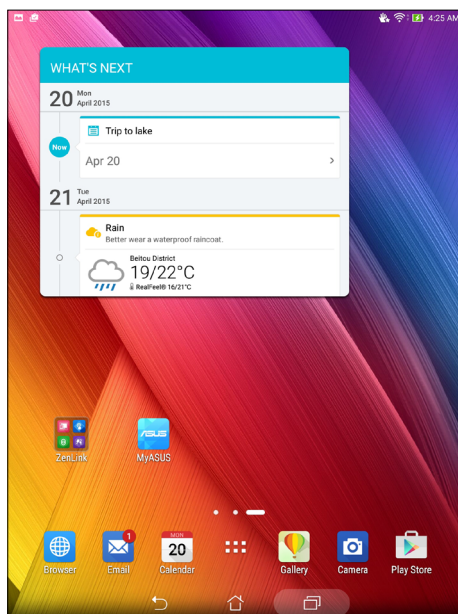 4:25 AM
WHAT'S NEXT
20 Mon
April 2015
Now
Trip to lake
Apr 20
21 Tue
April 2015
Rain
Better wear a waterproof raincoat.
Beitou District
19/22°C
RealFeel® 16/21°C
ZenLink
/SUS
MyASUS
1
MON
20
Browser
Email
Calendar
Gallery
Camera
Play Store